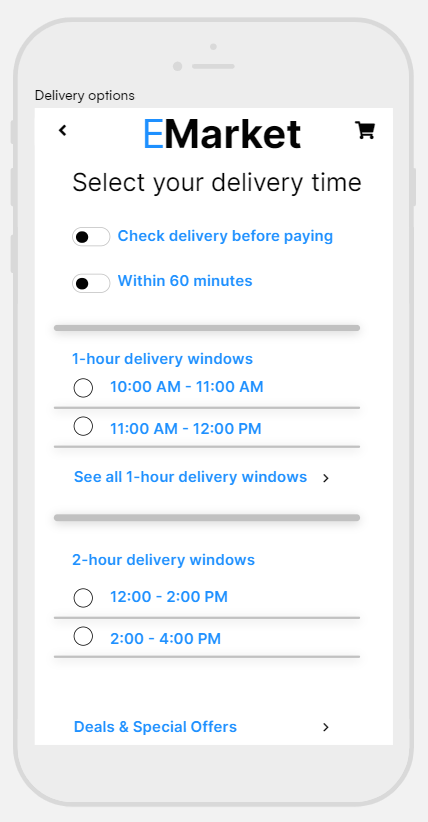 Delivery options
EMarket
Select your delivery time
Check delivery before paying
Within 60 minutes
1-hour delivery windows
10:00 AM - 11:00 AM
11:00 AM - 12:00 PM
See all 1-hour delivery windows
2-hour delivery windows
12:00 - 2:00 PM
2:00 - 4:00 PM
Deals & Special Offers